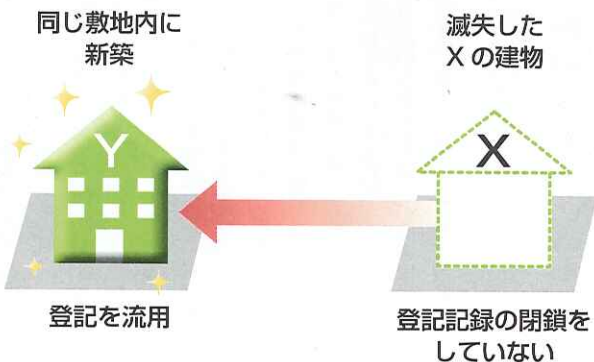 同じ敷地内に
新築
Y
登記を流用
滅失した
Xの建物
X
登記記録の閉鎖を
していない